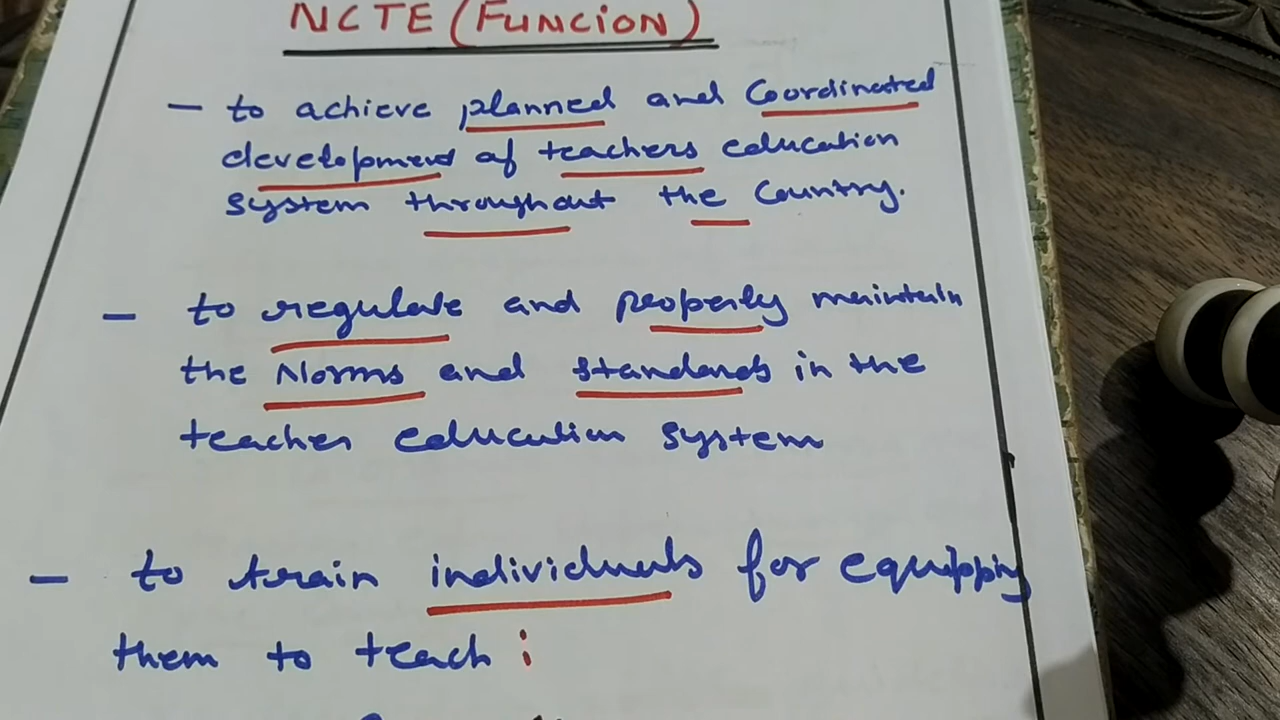 NCTE (FUNCiON)
- to achieve planned and Coordinated
development of teachers education
system throughout the Country.
- to regulate and properly maintain
the Norms and standards in the
teacher education system
- to train individuals for equipping
them to teach :